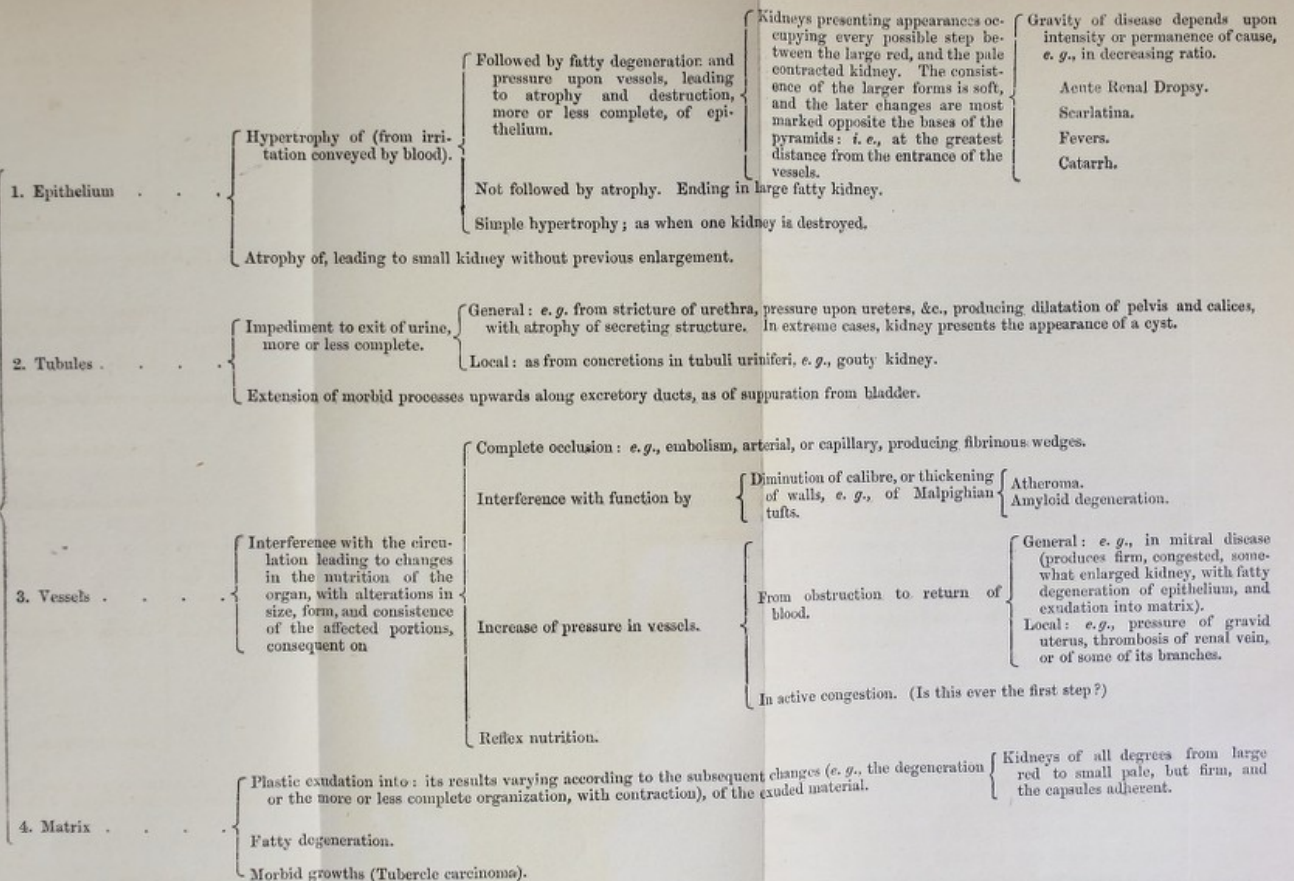 1. Epithelium . . .
Hypertrophy of (from irri-
tation conveyed by blood).
Followed by fatty degeneration and
pressure upon vessels, leading
to atrophy and destruction,
more or less complete, of epi-
thelium.
Kidneys presenting appearances oc-
cupying every possible step be-
tween the large red, and the pale
contracted kidney. The consist-
ence of the larger forms is soft,
and the later changes are most
marked opposite the bases of the
pyramids: i. e., at the greatest
distance from the entrance of the
vessels.
Gravity of disease depends upon
intensity or permanence of cause,
e. g., in decreasing ratio.
Acute Renal Dropsy.
Scarlatina.
Fevers.
Catarrh.
Not followed by atrophy. Ending in large fatty kidney.
Simple hypertrophy; as when one kidney is destroyed.
Atrophy of, leading to small kidney without previous enlargement.
2. Tubules . . . .
Impediment to exit of urine,
more or less complete.
General: e. g. from stricture of urethra, pressure upon ureters, &c., producing dilatation of pelvis and calices,
with atrophy of secreting structure. In extreme cases, kidney presents the appearance of a cyst.
Local: as from concretions in tubuli uriniferi, e. g., gouty kidney.
Extension of morbid processes upwards along excretory ducts, as of suppuration from bladder.
3. Vessels . . . .
Interference with the circu-
lation leading to changes
in the nutrition of the
organ, with alterations in
size, form, and consistence
of the affected portions,
consequent on
Complete occlusion: e. g., embolism, arterial, or capillary, producing fibrinous wedges.
Interference with function by
Diminution of calibre, or thickening
of walls, e. g., of Malpighian
tufts.
Atheroma.
Amyloid degeneration.
Increase of pressure in vessels.
From obstruction to return of
blood.
General: e. g., in mitral disease
(produces firm, congested, some-
what enlarged kidney, with fatty
degeneration of epithelium, and
exudation into matrix).
Local: e. g., pressure of gravid
uterus, thrombosis of renal vein,
or of some of its branches.
In active congestion. (Is this ever the first step?)
Reflex nutrition.
4. Matrix . . . .
Plastic exudation into: its results varying according to the subsequent changes (e. g., the degeneration
or the more or less complete organization, with contraction), of the exuded material.
Kidneys of all degrees from large
red to small pale, but firm, and
the capsules adherent.
Fatty degeneration.
Morbid growths (Tubercle carcinoma).